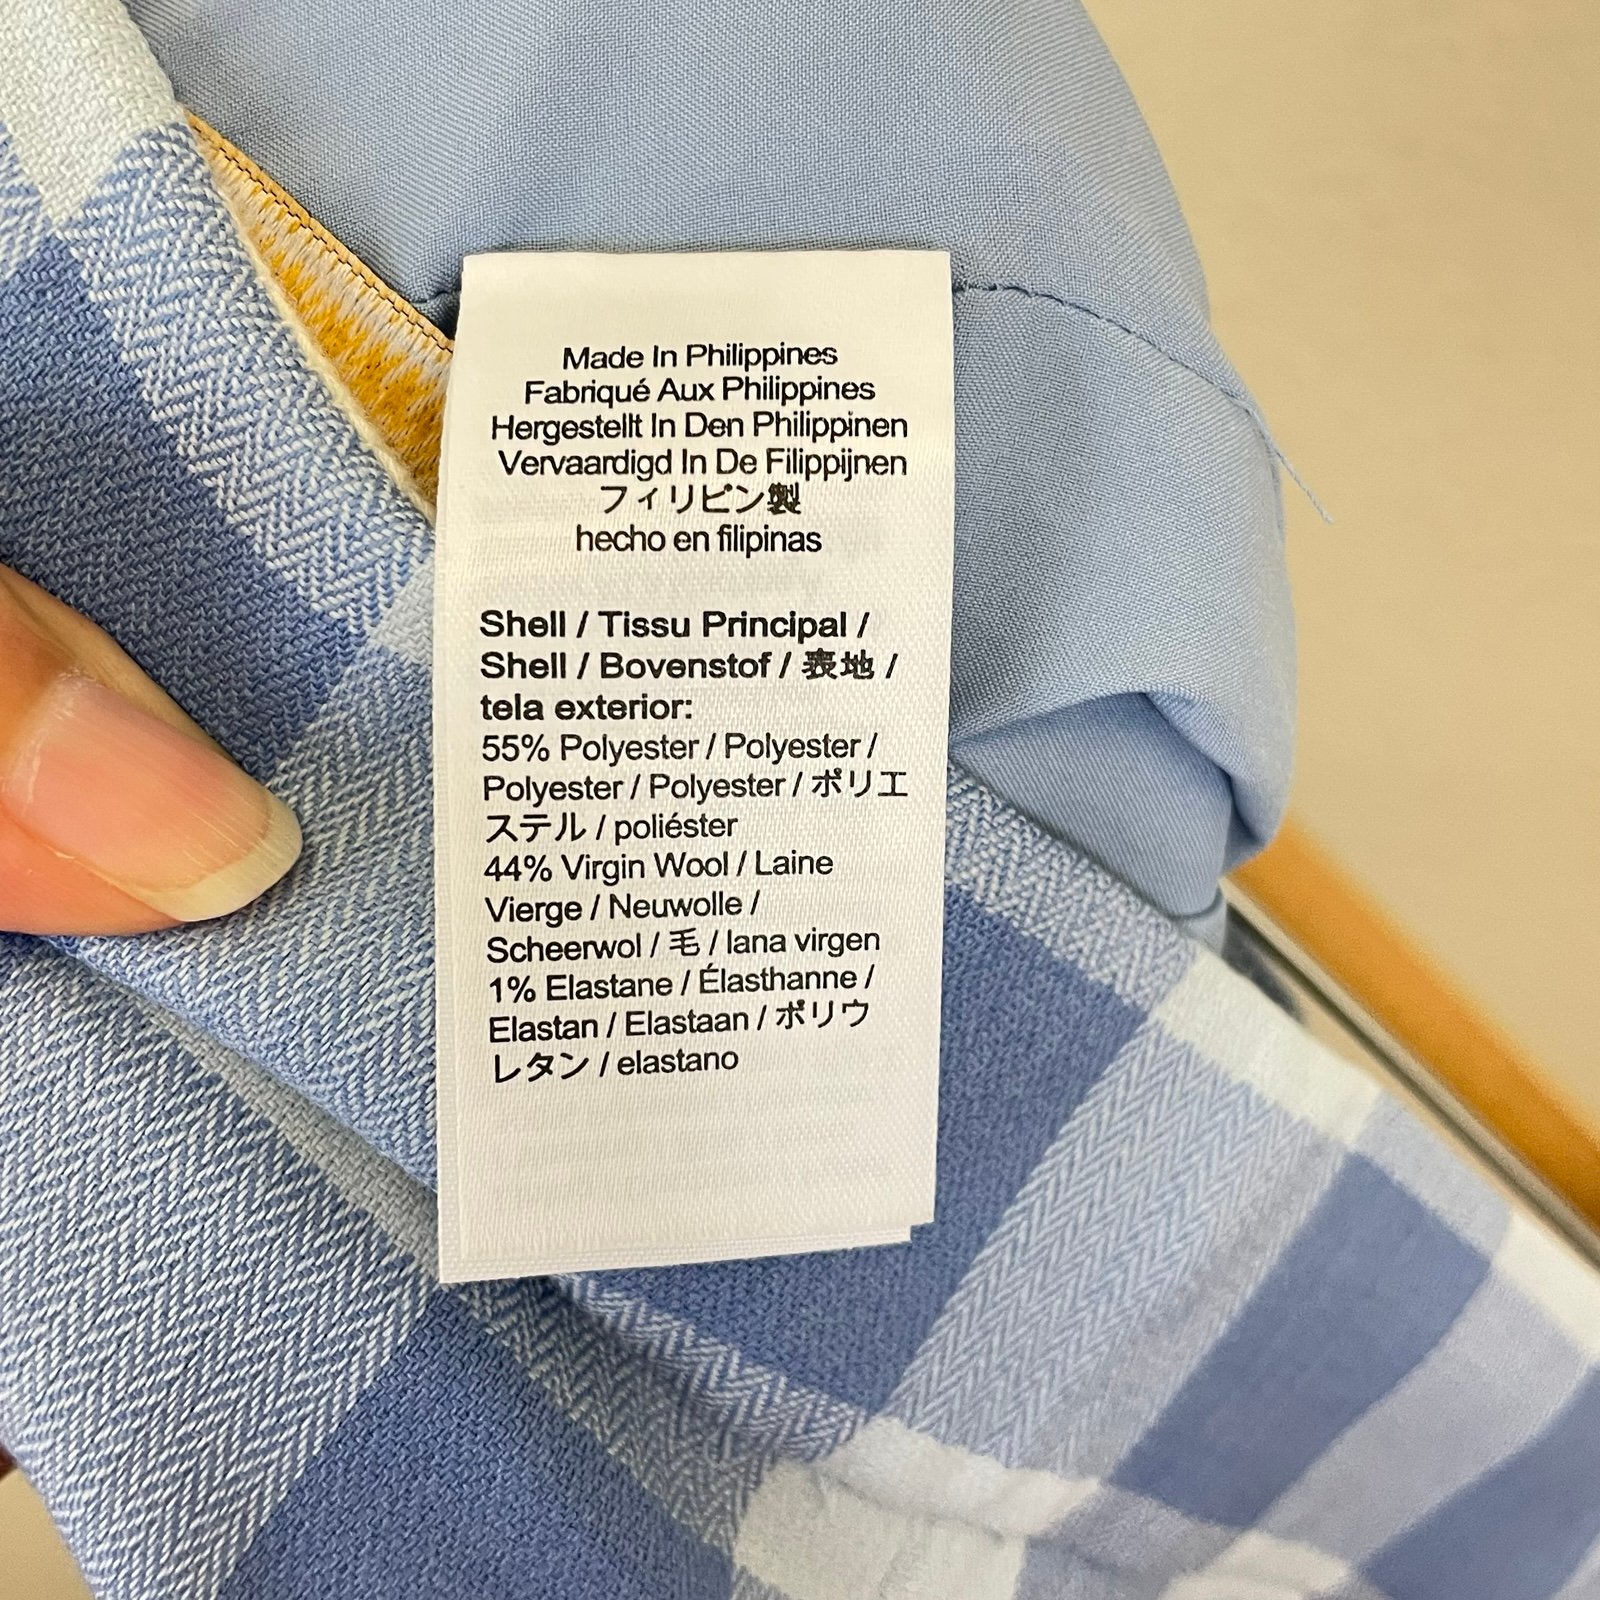 Made In Philippines
Fabriqué Aux Philippines
Hergestellt In Den Philippinen
Vervaardigd In De Filippijnen
フィリピン製
hecho en filipinas
Shell / Tissu Principal /
Shell / Bovenstof / 表地 /
tela exterior:
55% Polyester / Polyester /
Polyester / Polyester / ポリエ
ステル / poliéster
44% Virgin Wool / Laine
Vierge / Neuwolle /
Scheerwol / 毛 / lana virgen
1% Elastane / Élasthanne /
Elastan / Elastaan / ポリウ
レタン / elastano